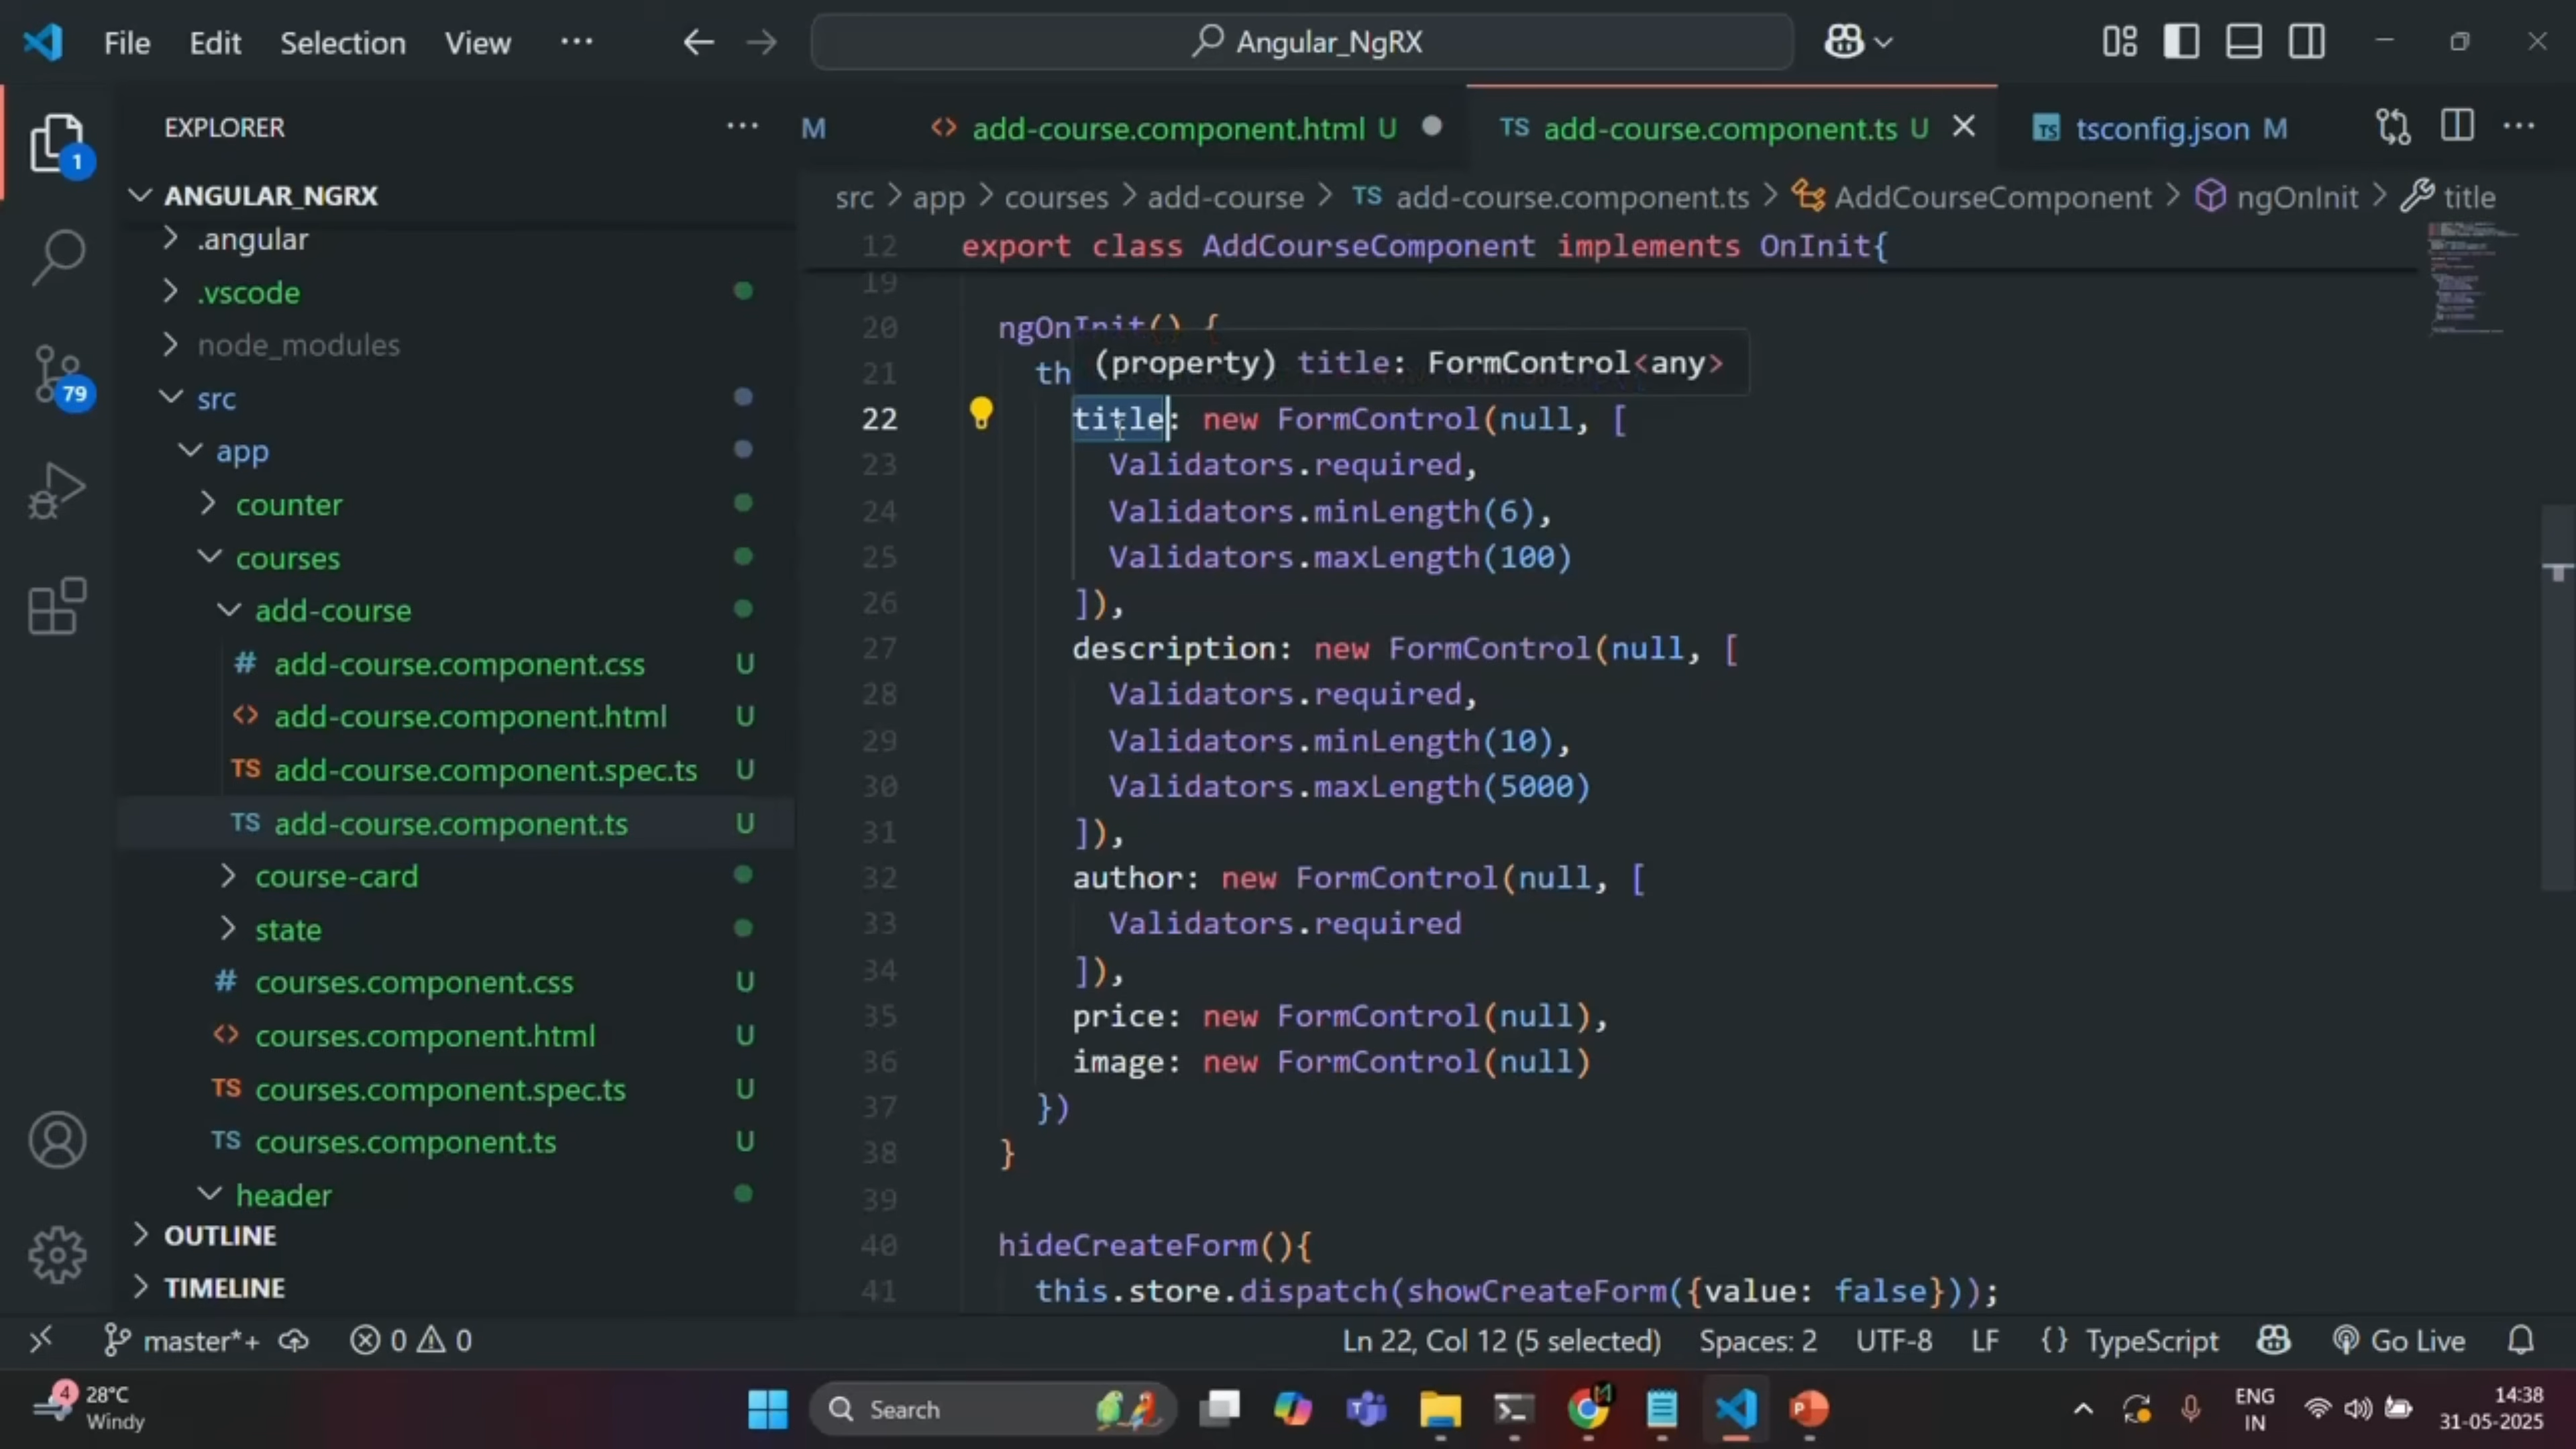 File Edit Selection View ··· Angular_NgRX
EXPLORER ···
M
add-course.component.html U
TS add-course.component.ts U
tsconfig.json M
ANGULAR_NGRX
src > app > courses > add-course > TS add-course.component.ts > AddCourseComponent > ngOnInit > title
.angular
.vscode
node_modules
src
app
counter
courses
add-course
# add-course.component.css U
<> add-course.component.html U
TS add-course.component.spec.ts U
TS add-course.component.ts U
course-card
state
# courses.component.css U
<> courses.component.html U
TS courses.component.spec.ts U
TS courses.component.ts U
header
OUTLINE
TIMELINE
1
79
12 export class AddCourseComponent implements OnInit{
19
20 ngOnInit() {
(property) title: FormControl<any>
21 th
22 title: new FormControl(null, [
23 Validators.required,
24 Validators.minLength(6),
25 Validators.maxLength(100)
26 ]),
27 description: new FormControl(null, [
28 Validators.required,
29 Validators.minLength(10),
30 Validators.maxLength(5000)
31 ]),
32 author: new FormControl(null, [
33 Validators.required
34 ]),
35 price: new FormControl(null),
36 image: new FormControl(null)
37 })
38 }
39
40 hideCreateForm(){
41 this.store.dispatch(showCreateForm({value: false}));
master*+ 0 0 Ln 22, Col 12 (5 selected) Spaces: 2 UTF-8 LF {} TypeScript Go Live
4 28°C
Windy
Search
ENG
IN
14:38
31-05-2025